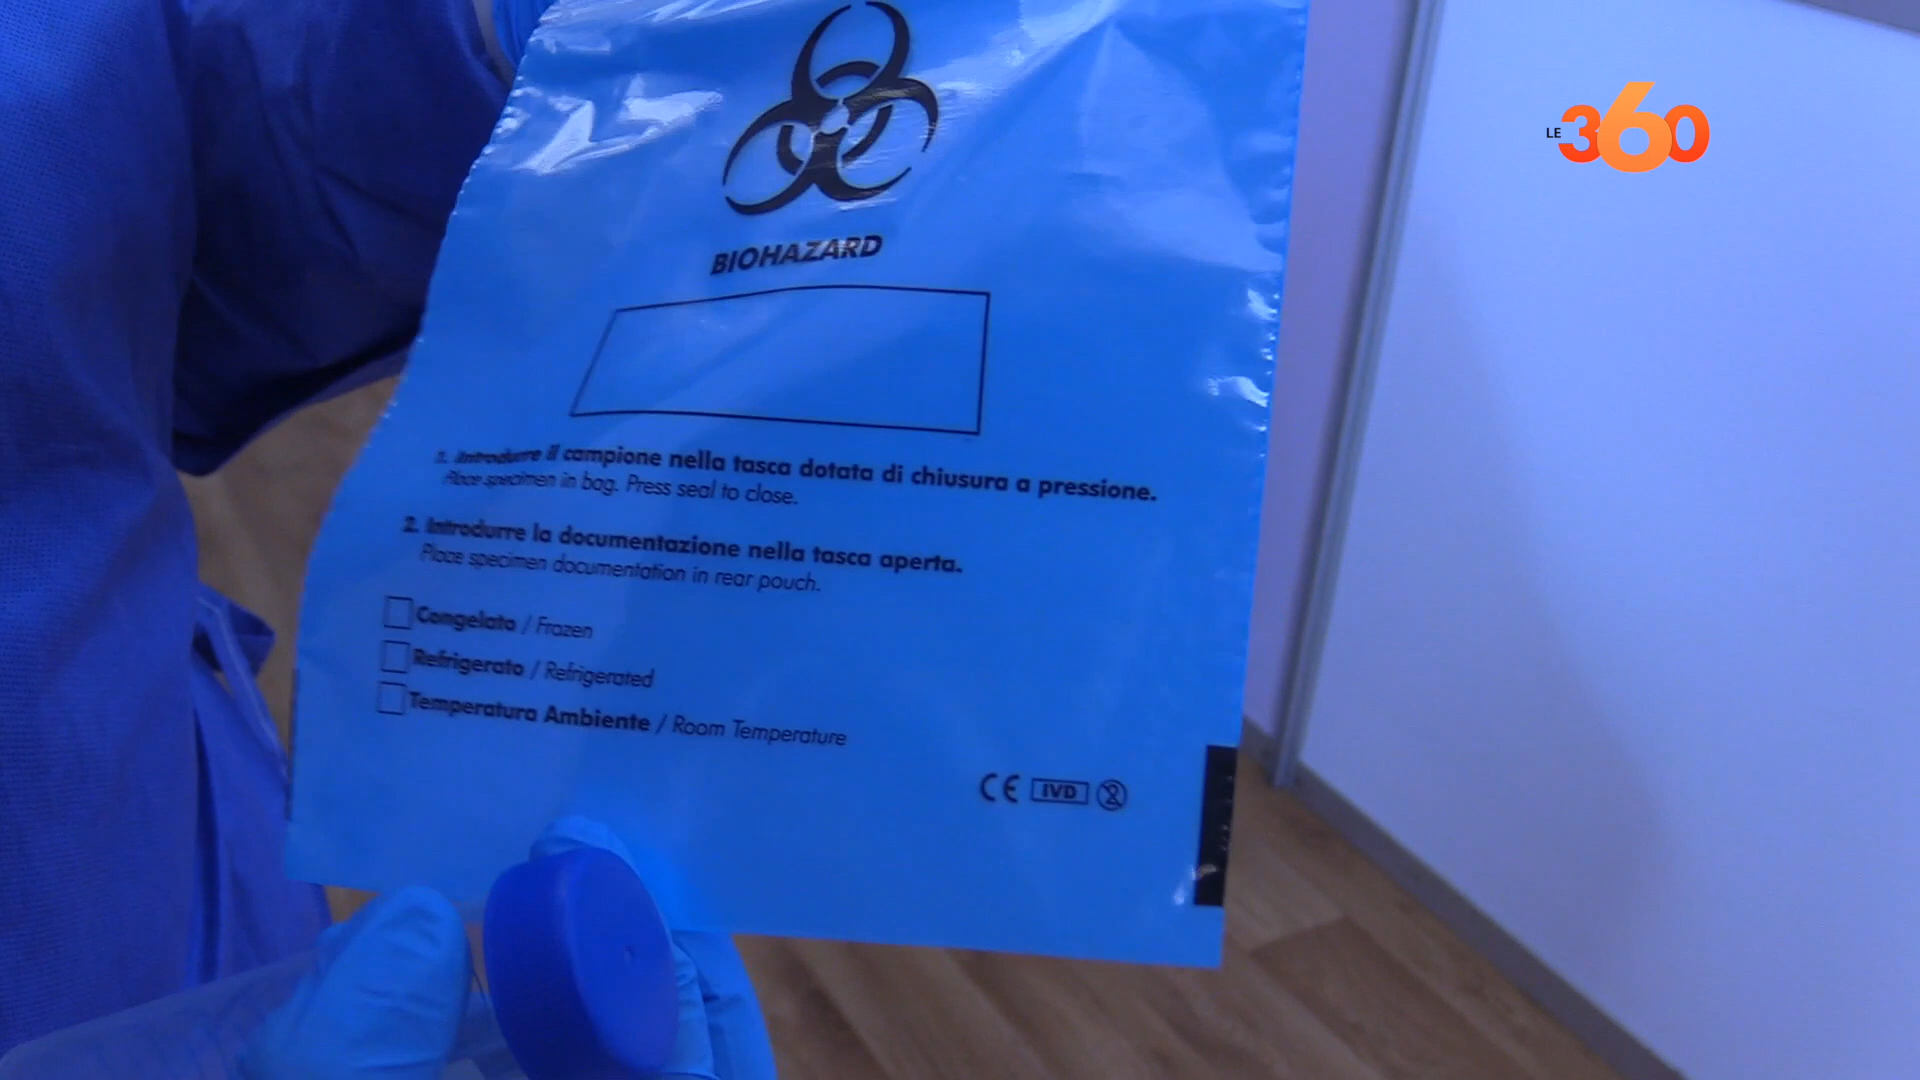 LE360
BIOHAZARD
1. Introdurre il campione nella tasca dotata di chiusura a pressione.
Place specimen in bag. Press seal to close.
2. Introdurre la documentazione nella tasca aperta.
Place specimen documentation in rear pouch.
Congelato / Frozen
Refrigerato / Refrigerated
Temperatura Ambiente / Room Temperature
CE IVD 2